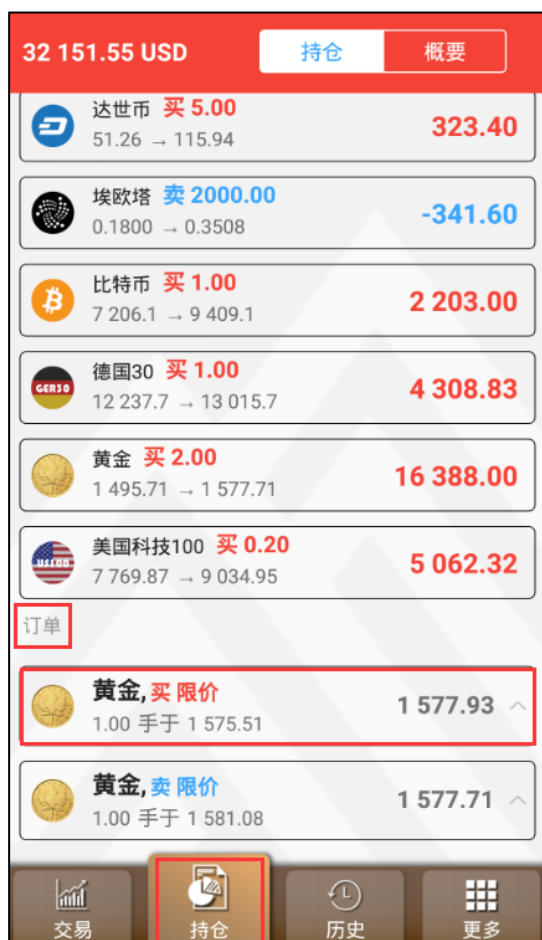 32 151.55 USD 持仓 概要
达世币 买 5.00
51.26 → 115.94 323.40
埃欧塔 卖 2000.00
0.1800 → 0.3508 -341.60
比特币 买 1.00
7 206.1 → 9 409.1 2 203.00
GER30 德国30 买 1.00
12 237.7 → 13 015.7 4 308.83
黄金 买 2.00
1 495.71 → 1 577.71 16 388.00
美国科技100 买 0.20
7 769.87 → 9 034.95 5 062.32
订单
黄金, 买 限价
1.00 手于 1 575.51 1 577.93
黄金, 卖 限价
1.00 手于 1 581.08 1 577.71
交易 持仓 历史 更多